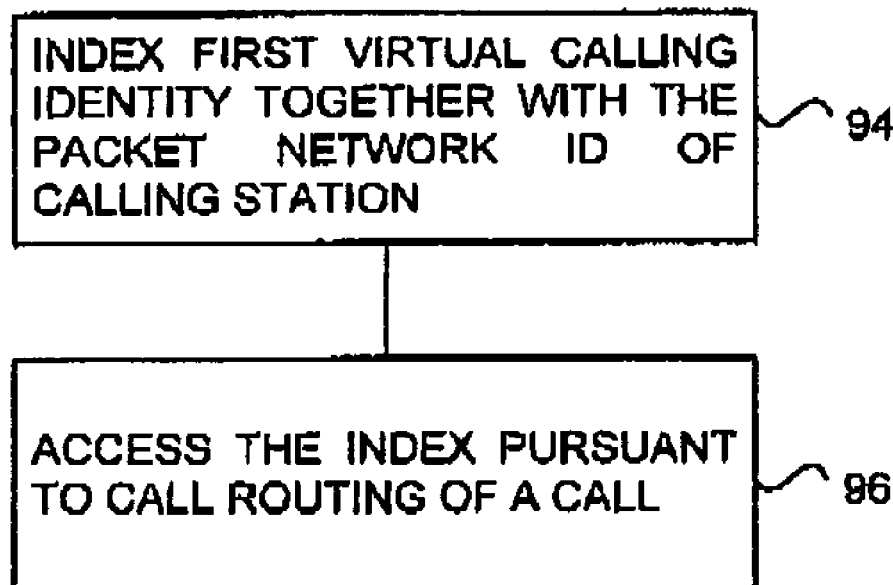 INDEX FIRST VIRTUAL CALLING
IDENTITY TOGETHER WITH THE
PACKET NETWORK ID OF
CALLING STATION
94
ACCESS THE INDEX PURSUANT
TO CALL ROUTING OF A CALL
96